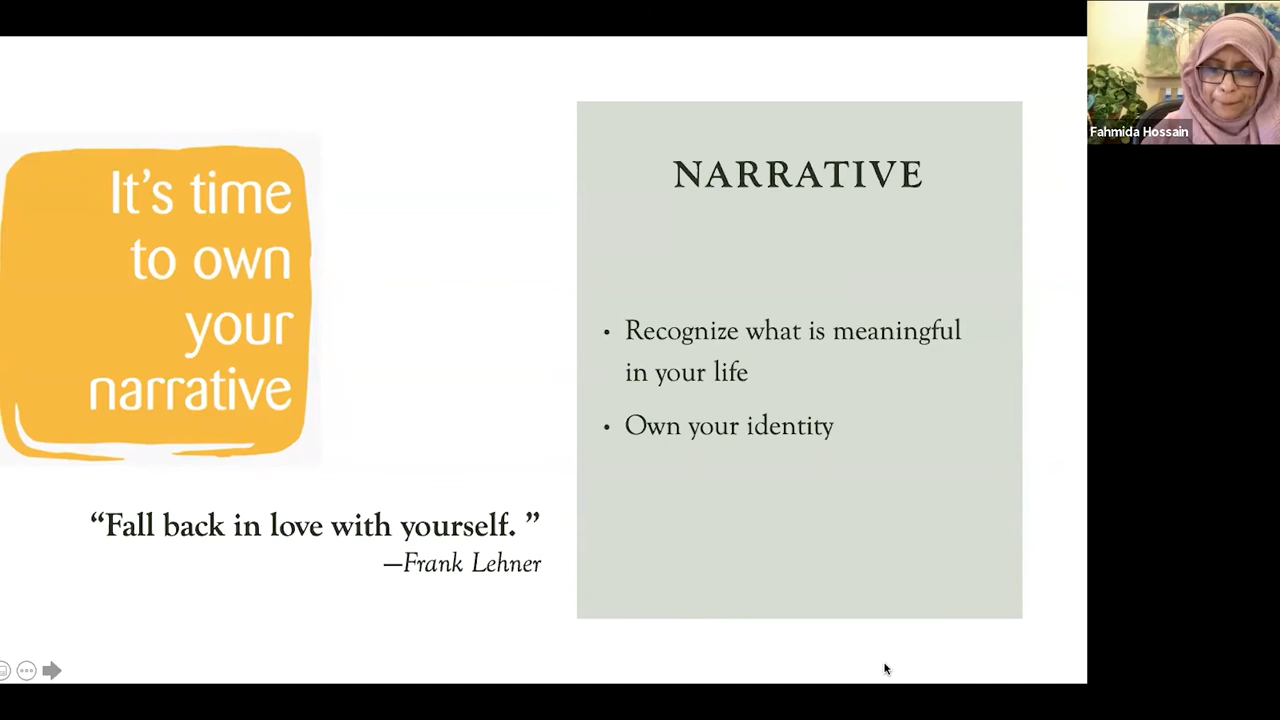 It's time
to own
your
narrative
“Fall back in love with yourself. ”
—Frank Lehner
NARRATIVE
• Recognize what is meaningful
in your life
• Own your identity
Fahmida Hossain